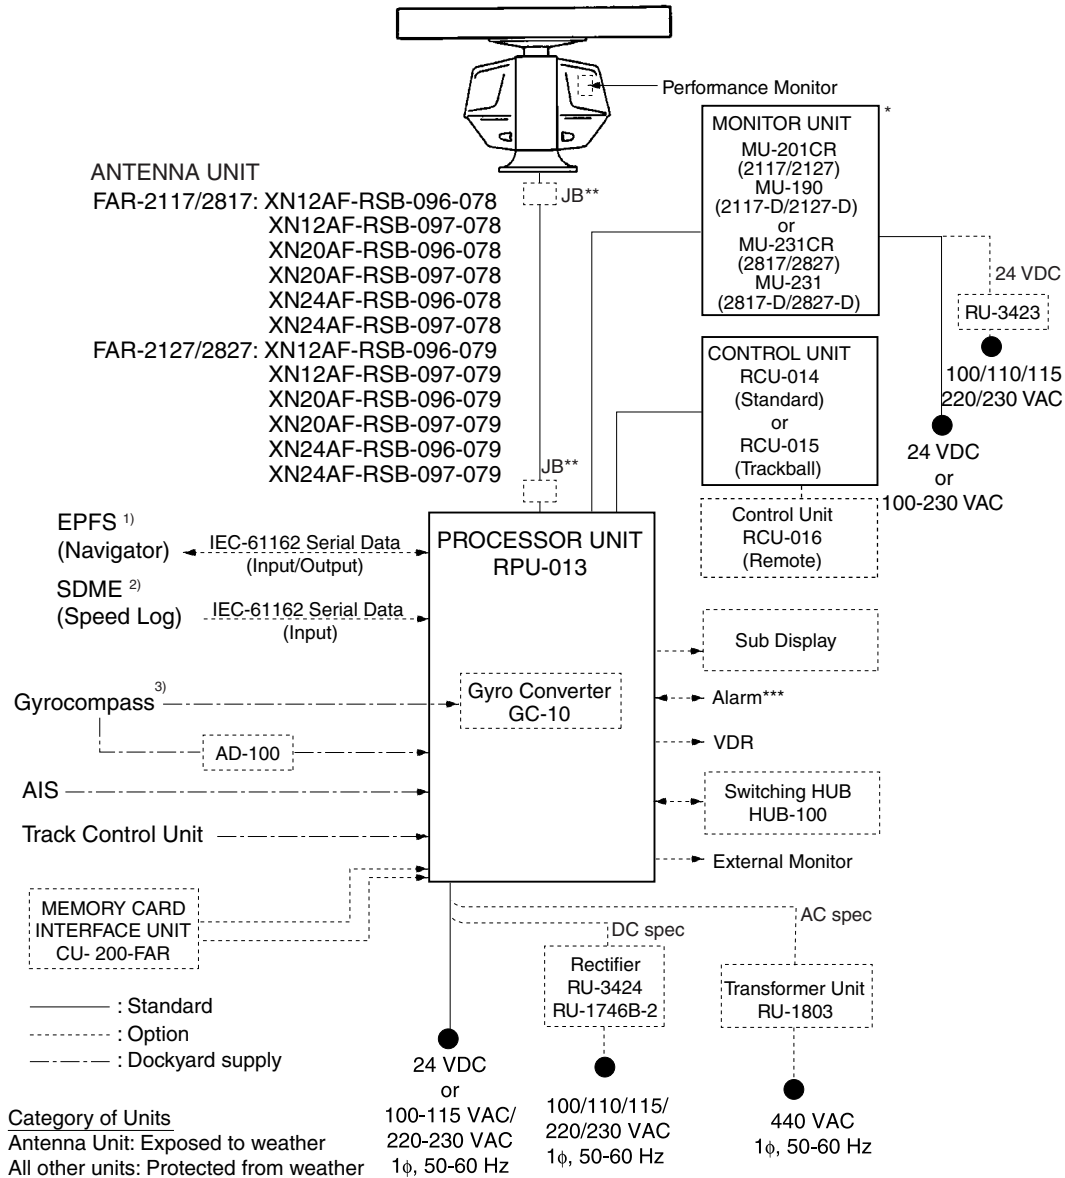 Performance Monitor
MONITOR UNIT
*
MU-201CR
(2117/2127)
MU-190
(2117-D/2127-D)
or
MU-231CR
(2817/2827)
MU-231
(2817-D/2827-D)
ANTENNA UNIT
FAR-2117/2817: XN12AF-RSB-096-078
XN12AF-RSB-097-078
XN20AF-RSB-096-078
XN20AF-RSB-097-078
XN24AF-RSB-096-078
XN24AF-RSB-097-078
FAR-2127/2827: XN12AF-RSB-096-079
XN12AF-RSB-097-079
XN20AF-RSB-096-079
XN20AF-RSB-097-079
XN24AF-RSB-096-079
XN24AF-RSB-097-079
JB**
JB**
24 VDC
RU-3423
100/110/115
220/230 VAC
24 VDC
or
100-230 VAC
CONTROL UNIT
RCU-014
(Standard)
or
RCU-015
(Trackball)
Control Unit
RCU-016
(Remote)
EPFS 1)
(Navigator)
IEC-61162 Serial Data
(Input/Output)
SDME 2)
(Speed Log)
IEC-61162 Serial Data
(Input)
PROCESSOR UNIT
RPU-013
Gyrocompass 3)
Gyro Converter
GC-10
AD-100
AIS
Track Control Unit
MEMORY CARD
INTERFACE UNIT
CU- 200-FAR
Sub Display
Alarm***
VDR
Switching HUB
HUB-100
External Monitor
AC spec
DC spec
Rectifier
RU-3424
RU-1746B-2
Transformer Unit
RU-1803
: Standard
: Option
: Dockyard supply
24 VDC
or
100-115 VAC/
220-230 VAC
1ϕ, 50-60 Hz
100/110/115/
220/230 VAC
1ϕ, 50-60 Hz
440 VAC
1ϕ, 50-60 Hz
Category of Units
Antenna Unit: Exposed to weather
All other units: Protected from weather